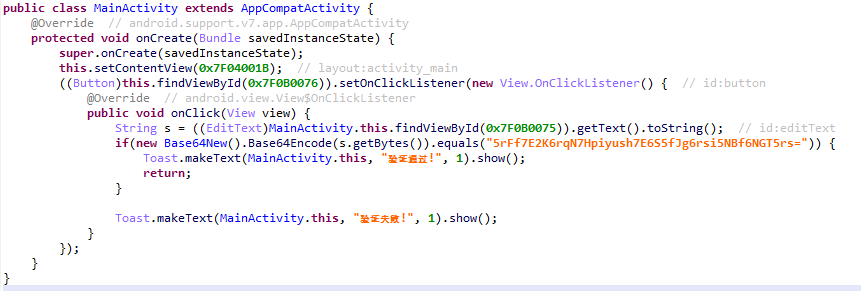 public class MainActivity extends AppCompatActivity {
@Override // android.support.v7.app.AppCompatActivity
protected void onCreate(Bundle savedInstanceState) {
super.onCreate(savedInstanceState);
this.setContentView(0x7F04001B); // layout:activity_main
((Button)this.findViewById(0x7F0B0076)).setOnClickListener(new View.OnClickListener() { // id:button
@Override // android.view.View$OnClickListener
public void onClick(View view) {
String s = ((EditText)MainActivity.this.findViewById(0x7F0B0075)).getText().toString(); // id:editText
if(new Base64New().Base64Encode(s.getBytes()).equals("5rFf7E2K6rqN7Hpiyush7E6S5fJg6rsi5NBf6NGT5rs=")) {
Toast.makeText(MainActivity.this, "验证通过!", 1).show();
return;
}
Toast.makeText(MainActivity.this, "验证失败!", 1).show();
}
});
}
}